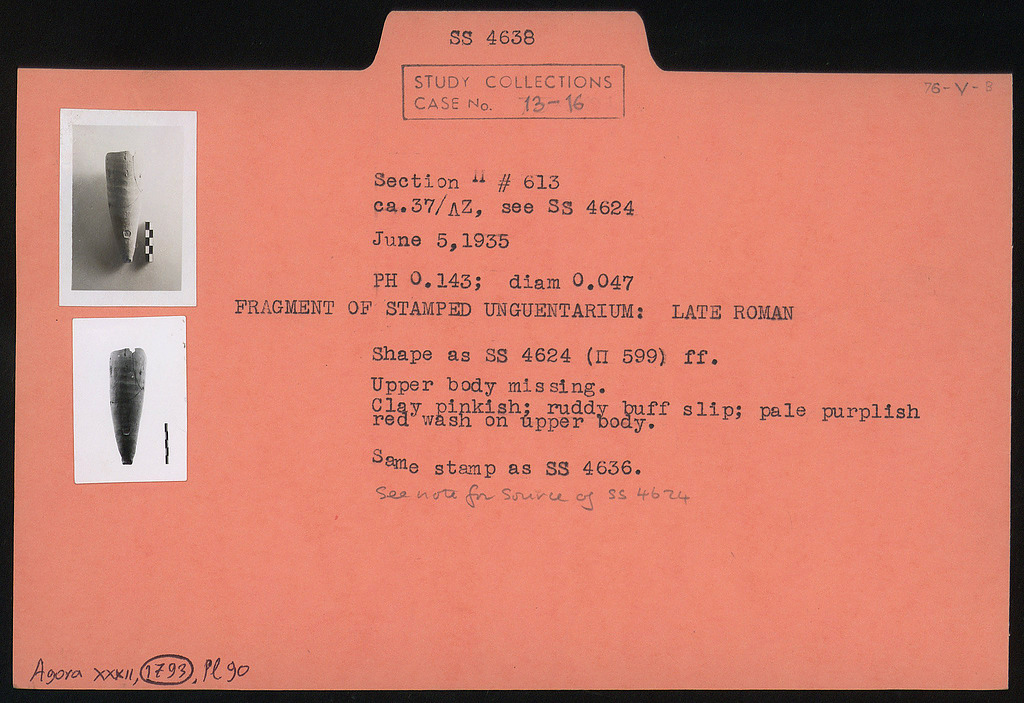 SS 4638
STUDY COLLECTIONS
CASE No. 13-16
76-V-8
Section Π # 613
ca.37/ΛΖ, see SS 4624
June 5,1935
PH 0.143; diam 0.047
FRAGMENT OF STAMPED UNGUENTARIUM: LATE ROMAN
Shape as SS 4624 (Π 599) ff.
Upper body missing.
Clay pinkish; ruddy buff slip; pale purplish
red wash on upper body.
Same stamp as SS 4636.
See note for source of SS 4624
Agora XXXII, 1793, Pl 90